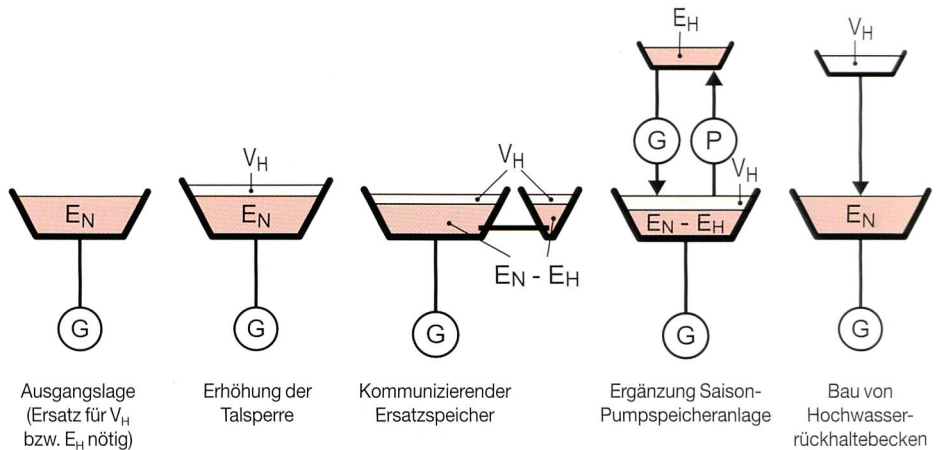 E_N
G
Ausgangslage
(Ersatz für V_H
bzw. E_H nötig)
V_H
E_N
G
Erhöhung der
Talsperre
V_H
E_N - E_H
G
Kommunizierender
Ersatzspeicher
E_H
G
P
V_H
E_N - E_H
G
Ergänzung Saison-
Pumpspeicheranlage
V_H
E_N
G
Bau von
Hochwasser-
rückhaltebecken